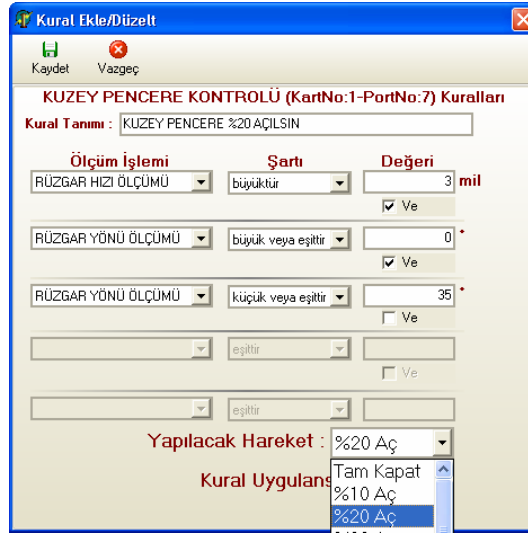 Kural Ekle/Düzelt
Kaydet Vazgeç
KUZEY PENCERE KONTROLÜ (KartNo:1-PortNo:7) Kuralları
Kural Tanımı : KUZEY PENCERE %20 AÇILSIN
Ölçüm İşlemi Şartı Değeri
RÜZGAR HIZI ÖLÇÜMÜ büyüktür 3 mil
Ve
RÜZGAR YÖNÜ ÖLÇÜMÜ büyük veya eşittir 0 °
Ve
RÜZGAR YÖNÜ ÖLÇÜMÜ küçük veya eşittir 35 °
Ve
eşittir
Ve
eşittir
Yapılacak Hareket : %20 Aç
Tam Kapat
Kural Uygulans
%10 Aç
%20 Aç